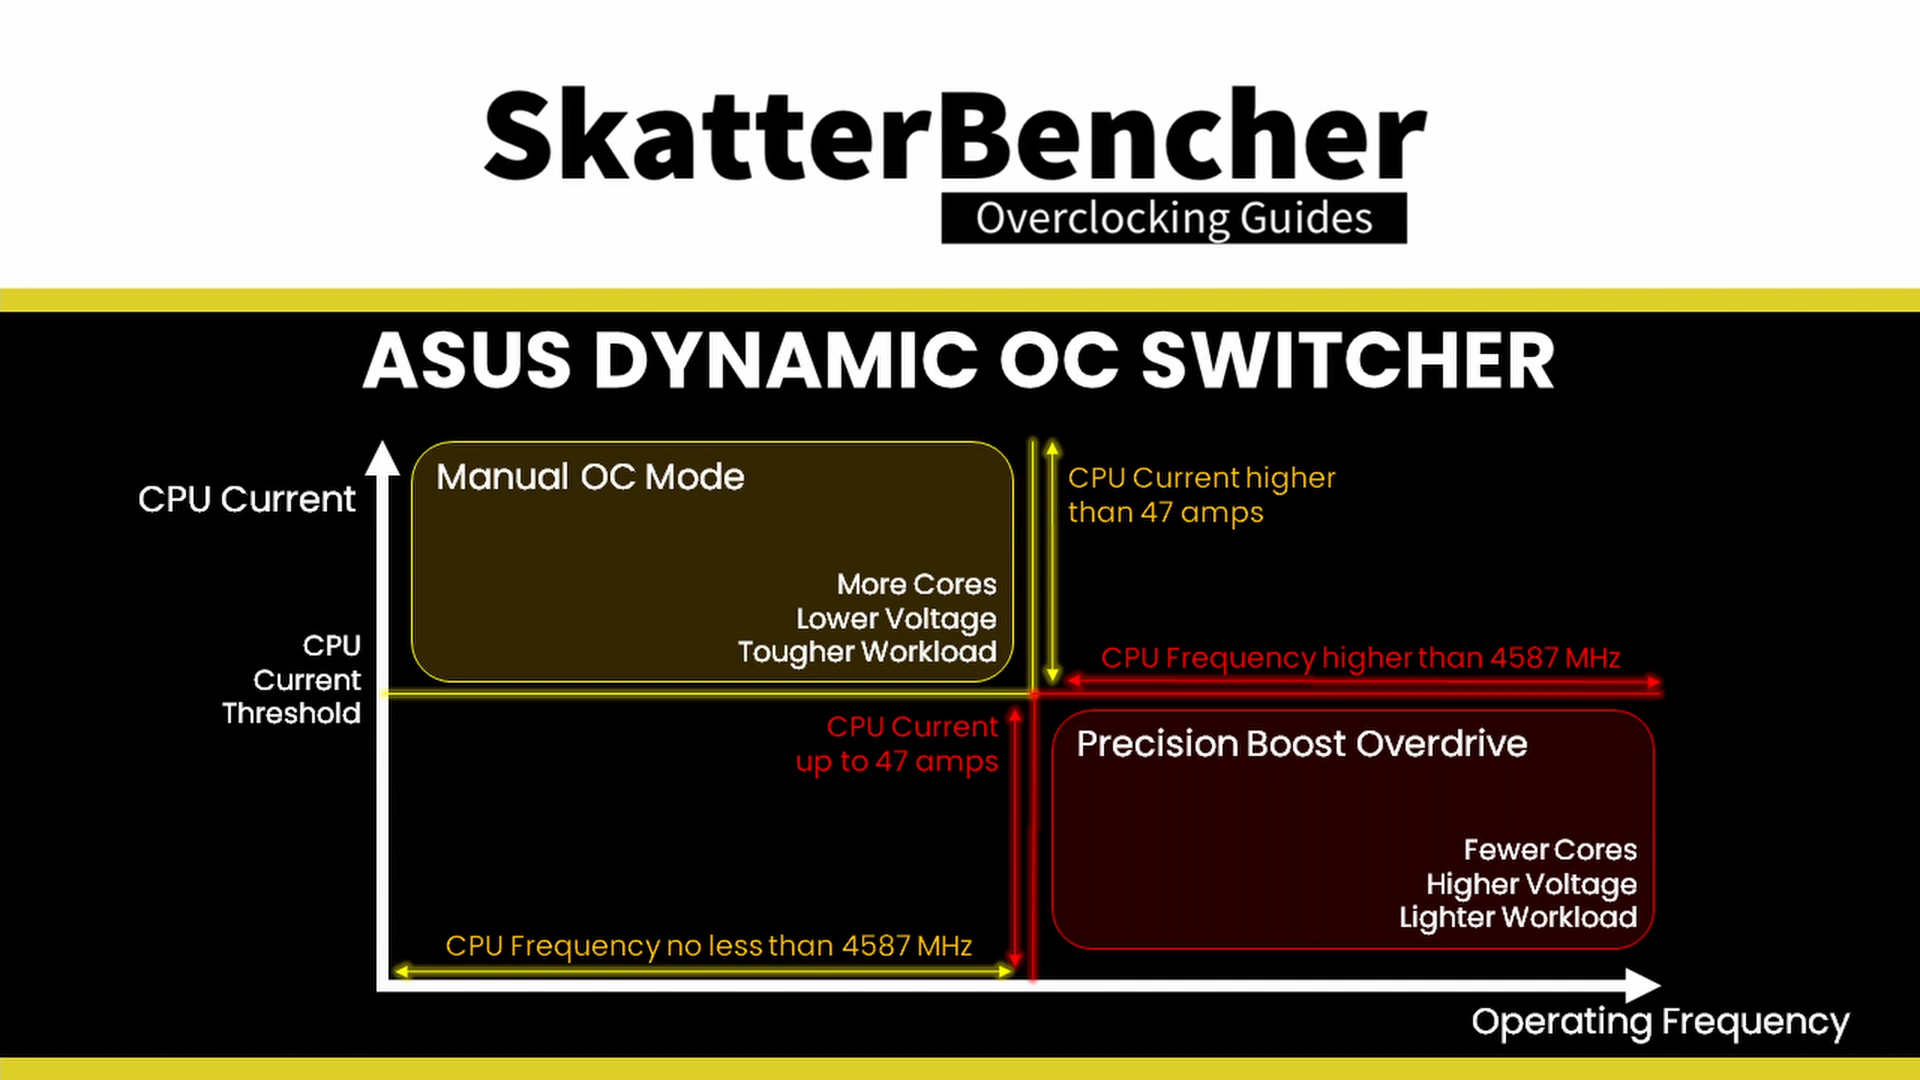 SkatterBencher
Overclocking Guides
ASUS DYNAMIC OC SWITCHER
CPU Current
Manual OC Mode
More Cores
Lower Voltage
Tougher Workload
CPU Current higher
than 47 amps
CPU
Current
Threshold
CPU Frequency higher than 4587 MHz
CPU Current
up to 47 amps
Precision Boost Overdrive
Fewer Cores
Higher Voltage
Lighter Workload
CPU Frequency no less than 4587 MHz
Operating Frequency